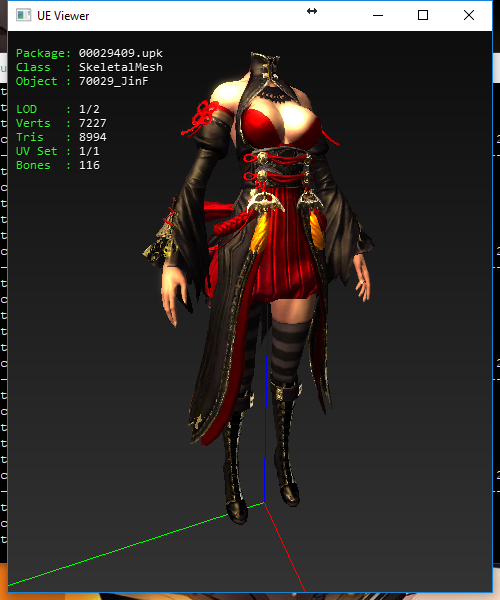 UE Viewer
Package: 00029409.upk
Class : SkeletalMesh
Object : 70029_JinF
LOD : 1/2
Verts : 7227
Tris : 8994
UV Set : 1/1
Bones : 116